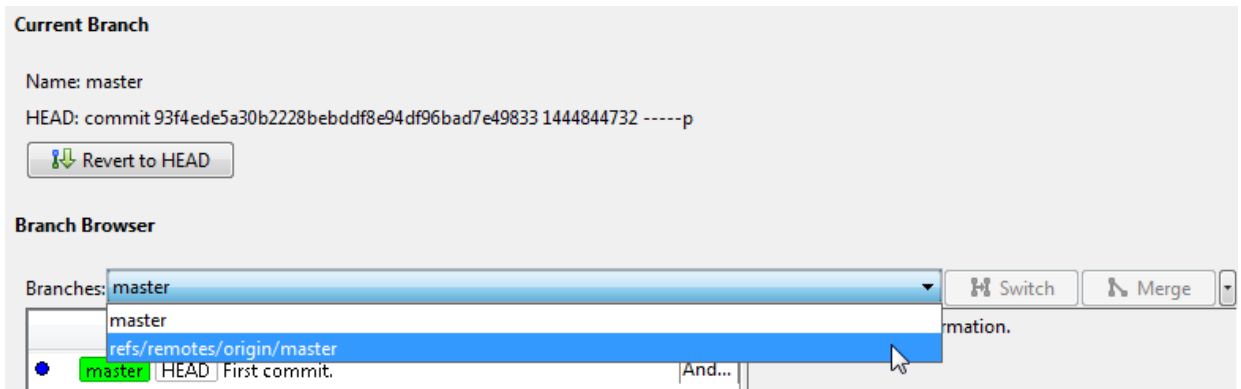 Current Branch
Name: master
HEAD: commit 93f4ede5a30b2228bebddf8e94df96bad7e49833 1444844732 -----p
Revert to HEAD
Branch Browser
Branches: master Switch Merge
master
rmation.
refs/remotes/origin/master
master HEAD First commit. And...